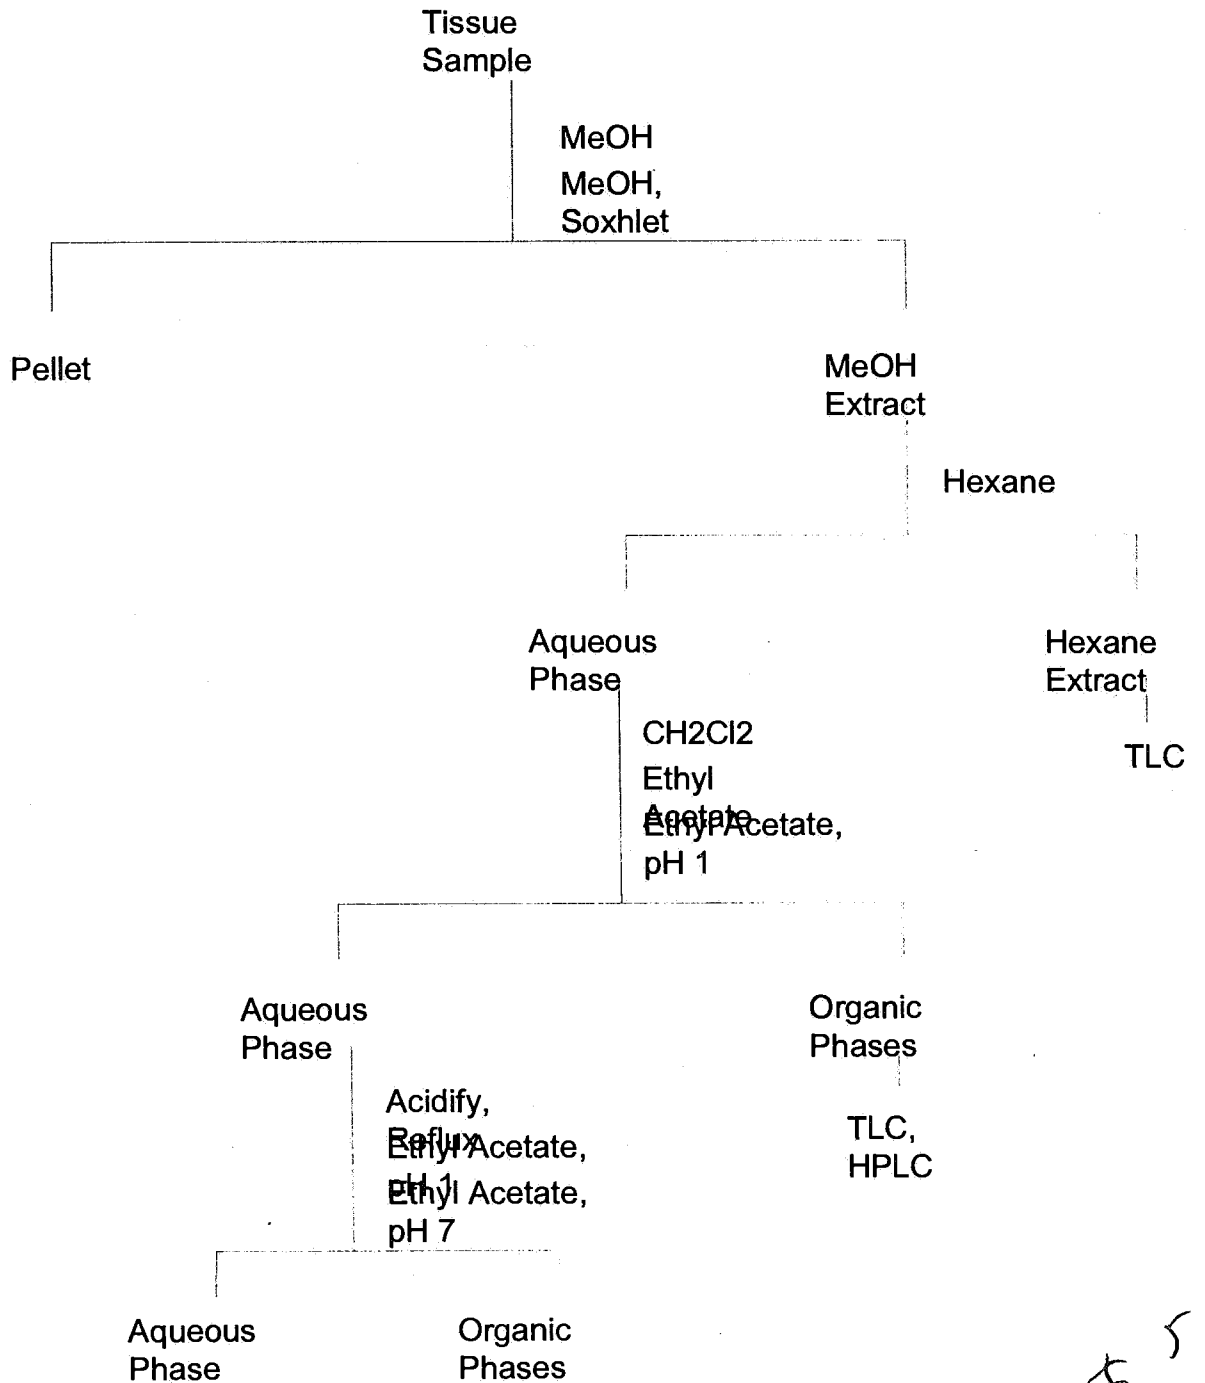 Tissue
Sample
MeOH
MeOH,
Soxhlet
Pellet
MeOH
Extract
Hexane
Aqueous
Phase
Hexane
Extract
CH2Cl2
TLC
Ethyl
Acetate
Ethyl Acetate,
pH 1
Aqueous
Phase
Organic
Phases
Acidify,
Reflux
Ethyl Acetate,
pH 1
Ethyl Acetate,
pH 7
TLC,
HPLC
Aqueous
Phase
Organic
Phases